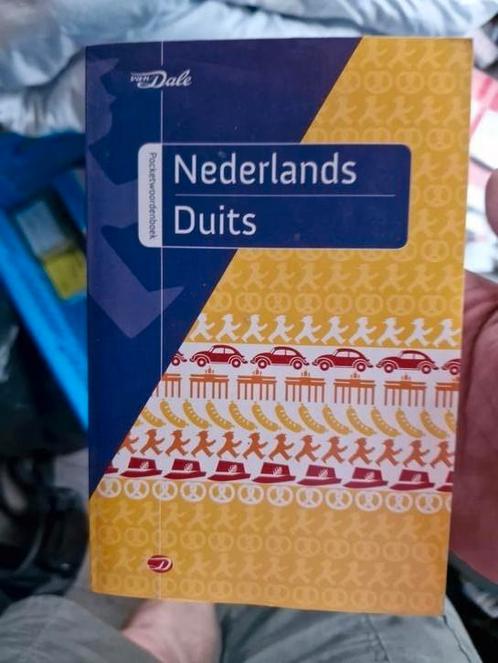 van Dale
Pocketwoordenboek
Nederlands
Duits